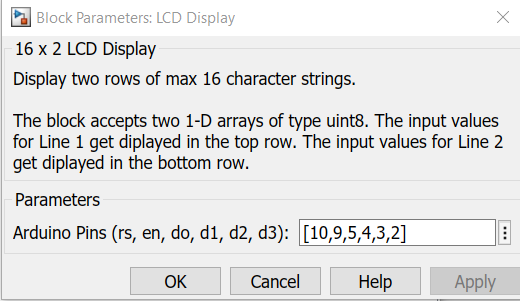 Block Parameters: LCD Display
16 x 2 LCD Display
Display two rows of max 16 character strings.
The block accepts two 1-D arrays of type uint8. The input values
for Line 1 get diplayed in the top row. The input values for Line 2
get diplayed in the bottom row.
Parameters
Arduino Pins (rs, en, do, d1, d2, d3): [10,9,5,4,3,2]
OK Cancel Help Apply